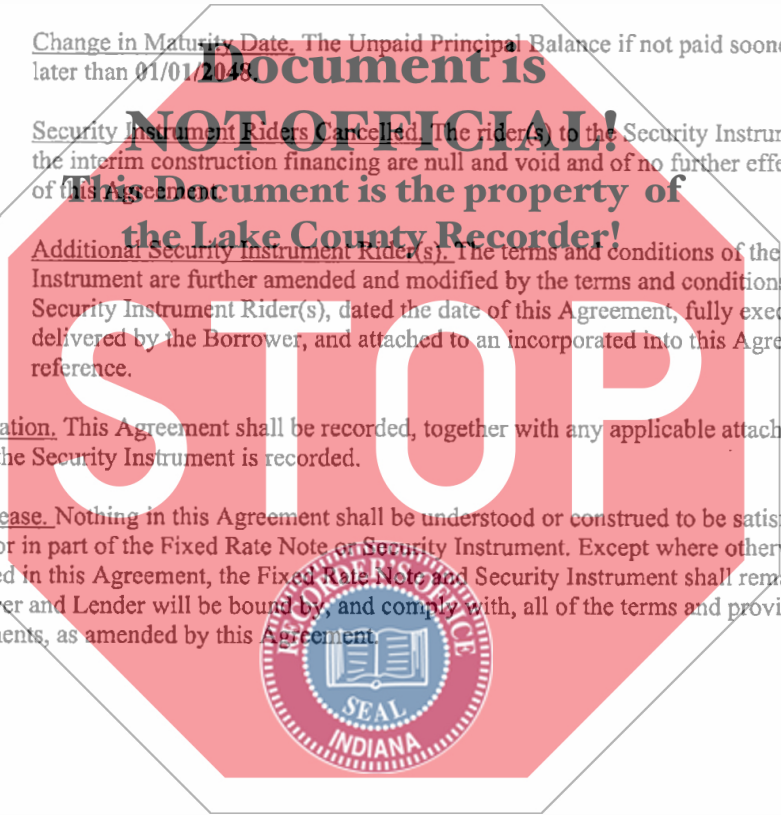 Change in Maturity Date. The Unpaid Principal Balance if not paid soone
Document is
later than 01/01/2048.
NOT OFFICIAL!
Security Instrument Riders Cancelled. The rider(s) to the Security Instrum
the interim construction financing are null and void and of no further effe
of this Agreement.
This Document is the property of
the Lake County Recorder!
Additional Security Instrument Rider(s). The terms and conditions of the
Instrument are further amended and modified by the terms and condition
Security Instrument Rider(s), dated the date of this Agreement, fully exec
delivered by the Borrower, and attached to an incorporated into this Agre
reference.
STOP
ation. This Agreement shall be recorded, together with any applicable attach
he Security Instrument is recorded.
ease. Nothing in this Agreement shall be understood or construed to be satis
or in part of the Fixed Rate Note or Security Instrument. Except where other
ed in this Agreement, the Fixed Rate Note and Security Instrument shall rema
er and Lender will be bound by, and comply with, all of the terms and provi
ents, as amended by this Agreement.
RECORDER'S OFFICE
SEAL
INDIANA